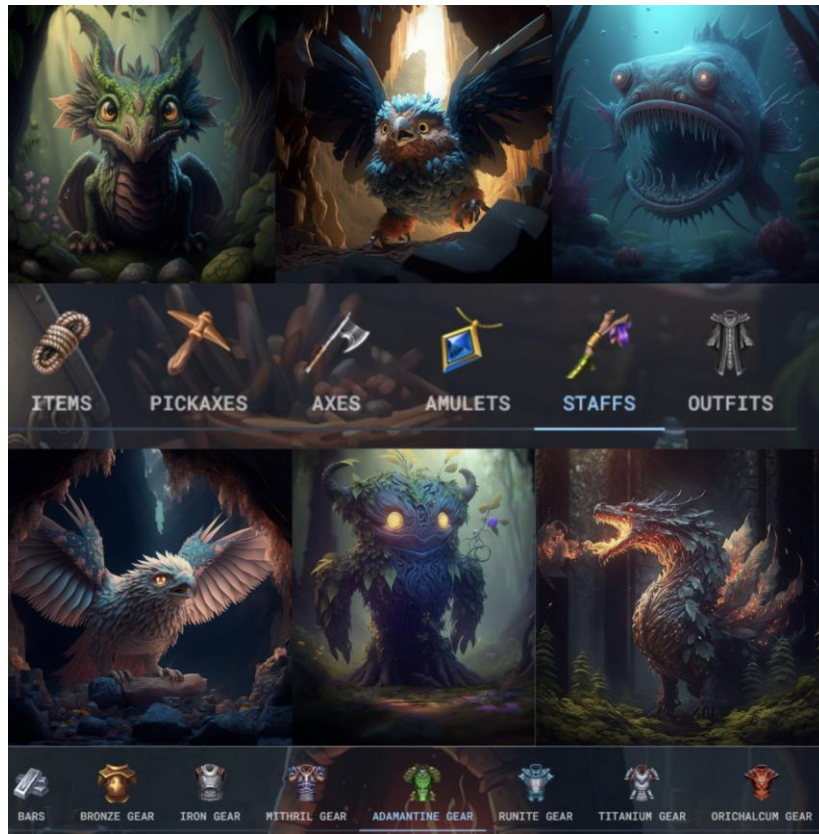 ITEMS PICKAXES AXES AMULETS STAFFS OUTFITS
BARS BRONZE GEAR IRON GEAR MITHRIL GEAR ADAMANTINE GEAR RUNITE GEAR TITANIUM GEAR ORICHALCUM GEAR